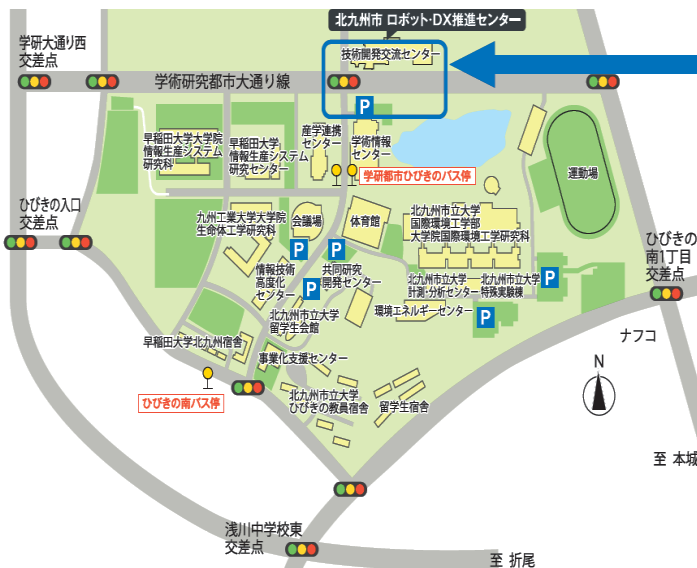 北九州市 ロボット・DX推進センター
技術開発交流センター
学研大通り西
交差点
学術研究都市大通り線
P
産学連携
センター
学術情報
センター
早稲田大学大学院
情報生産システム
研究科
早稲田大学
情報生産システム
研究センター
学研都市ひびきのバス停
運動場
ひびきの入口
交差点
九州工業大学大学院
生命体工学研究科
会議場
体育館
北九州市立大学
国際環境工学部
大学院国際環境工学研究科
ひびきの
南1丁目
交差点
P
P
P
情報技術
高度化
センター
共同研究
開発センター
北九州市立大学
計測・分析センター
北九州市立大学
特殊実験棟
P
P
環境エネルギーセンター
北九州市立大学
留学生会館
ナフコ
早稲田大学北九州宿舎
事業化支援センター
N
ひびきの南バス停
北九州市立大学
ひびきの教員宿舎
留学生宿舎
至 本城
浅川中学校東
交差点
至 折尾